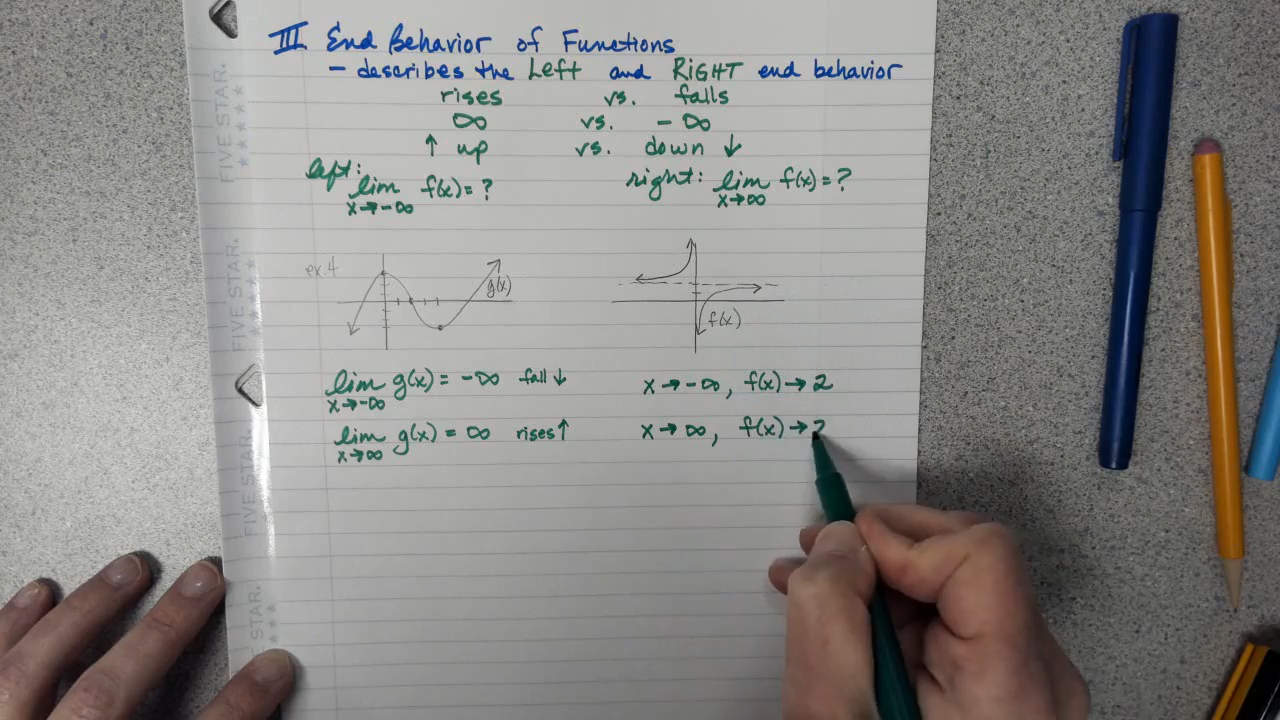 III End Behavior of Functions
- describes the Left and RIGHT end behavior
rises vs. falls
∞ vs. -∞
↑ up vs. down ↓
left: lim f(x) = ?
x→-∞
right: lim f(x) = ?
x→∞
ex. 4
g(x)
f(x)
lim g(x) = -∞ fall ↓
x→-∞
x→-∞, f(x)→2
lim g(x) = ∞ rises ↑
x→∞
x→∞, f(x)→2
FIVE STAR.
FIVE STAR.
FIVE STAR.
STAR.